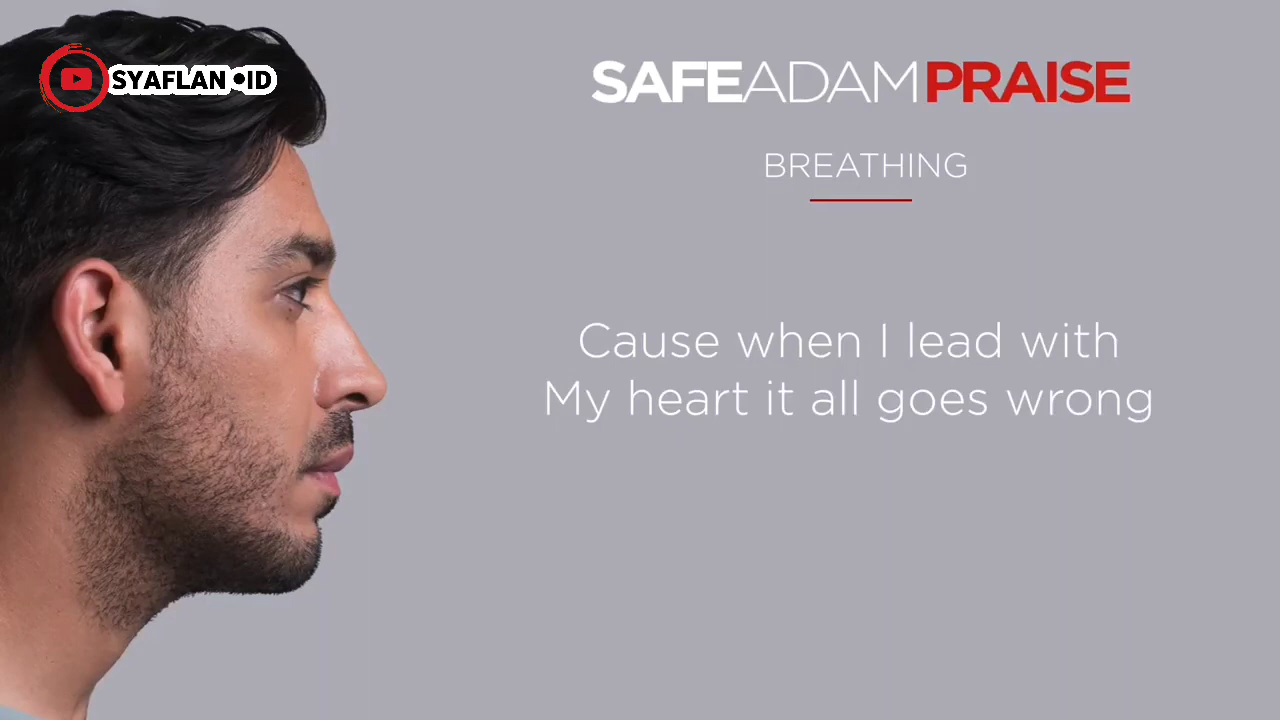 SYAFLAN ID
SAFEADAMPRAISE
BREATHING
Cause when I lead with
My heart it all goes wrong